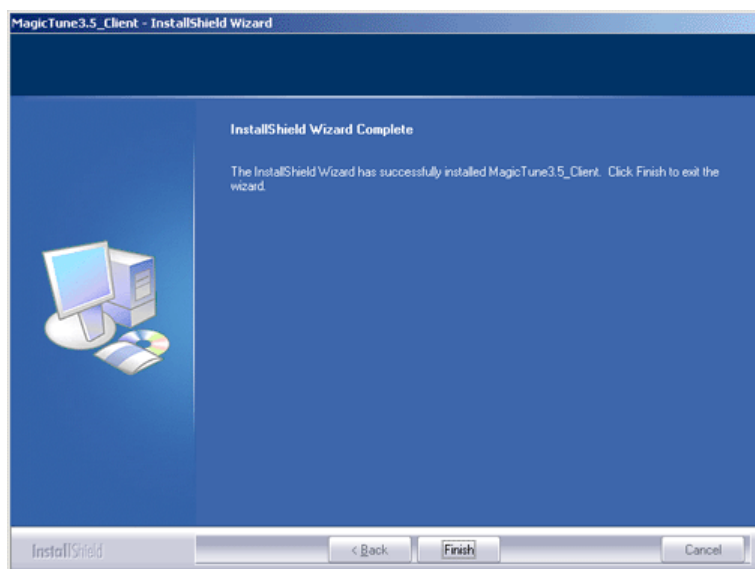 MagicTune3.5_Client - InstallShield Wizard
InstallShield Wizard Complete
The InstallShield Wizard has successfully installed MagicTune3.5_Client. Click Finish to exit the
wizard.
InstallShield
< Back
Finish
Cancel